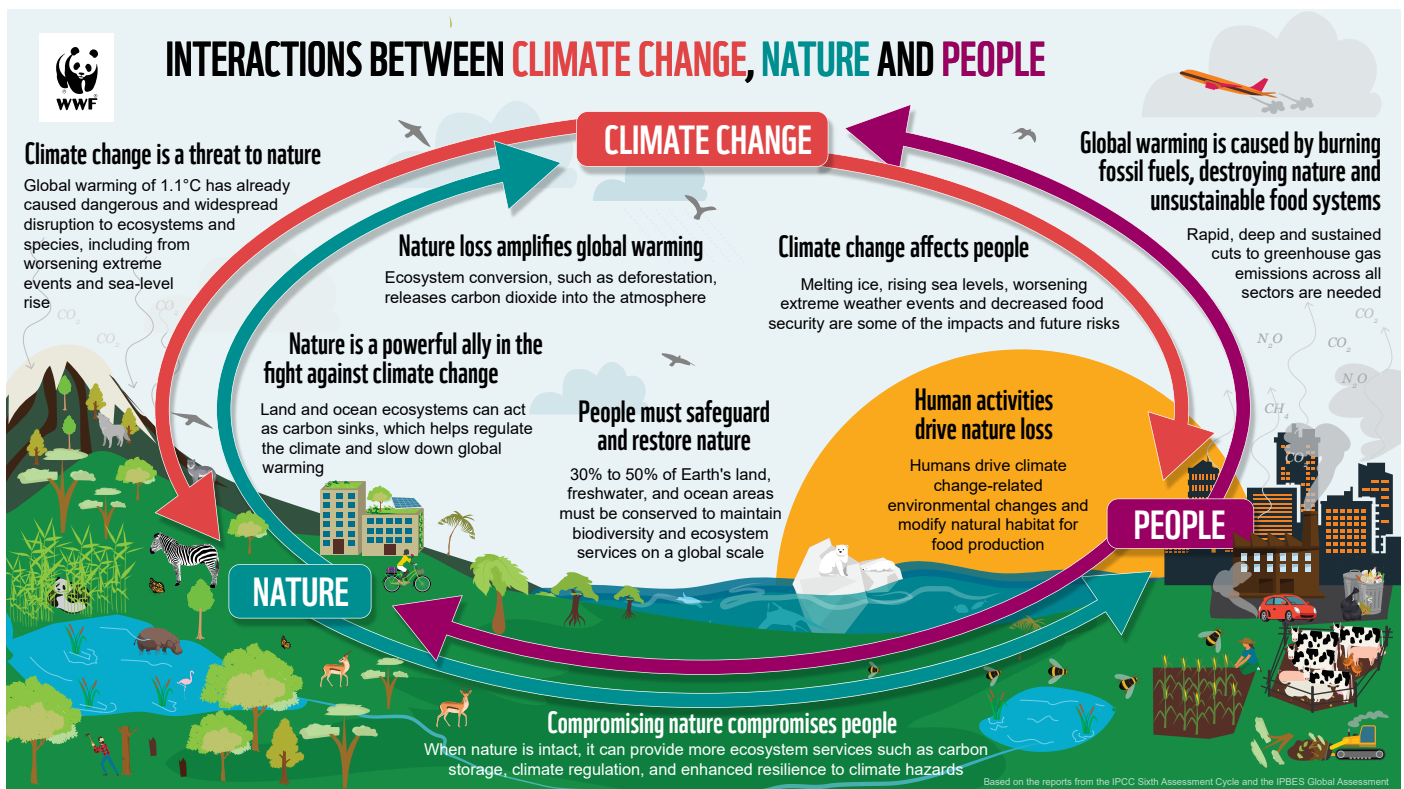 WWF
INTERACTIONS BETWEEN CLIMATE CHANGE, NATURE AND PEOPLE
CLIMATE CHANGE
Climate change is a threat to nature
Global warming of 1.1°C has already
caused dangerous and widespread
disruption to ecosystems and
species, including from
worsening extreme
events and sea-level
rise
CO2
CO2
CO2
Nature loss amplifies global warming
Ecosystem conversion, such as deforestation,
releases carbon dioxide into the atmosphere
Climate change affects people
Melting ice, rising sea levels, worsening
extreme weather events and decreased food
security are some of the impacts and future risks
Global warming is caused by burning
fossil fuels, destroying nature and
unsustainable food systems
Rapid, deep and sustained
cuts to greenhouse gas
emissions across all
sectors are needed
CO2
N2O
CO2
N2O
CH4
CO2
Nature is a powerful ally in the
fight against climate change
Land and ocean ecosystems can act
as carbon sinks, which helps regulate
the climate and slow down global
warming
People must safeguard
and restore nature
30% to 50% of Earth's land,
freshwater, and ocean areas
must be conserved to maintain
biodiversity and ecosystem
services on a global scale
Human activities
drive nature loss
Humans drive climate
change-related
environmental changes and
modify natural habitat for
food production
PEOPLE
NATURE
Compromising nature compromises people
When nature is intact, it can provide more ecosystem services such as carbon
storage, climate regulation, and enhanced resilience to climate hazards
Based on the reports from the IPCC Sixth Assessment Cycle and the IPBES Global Assessment